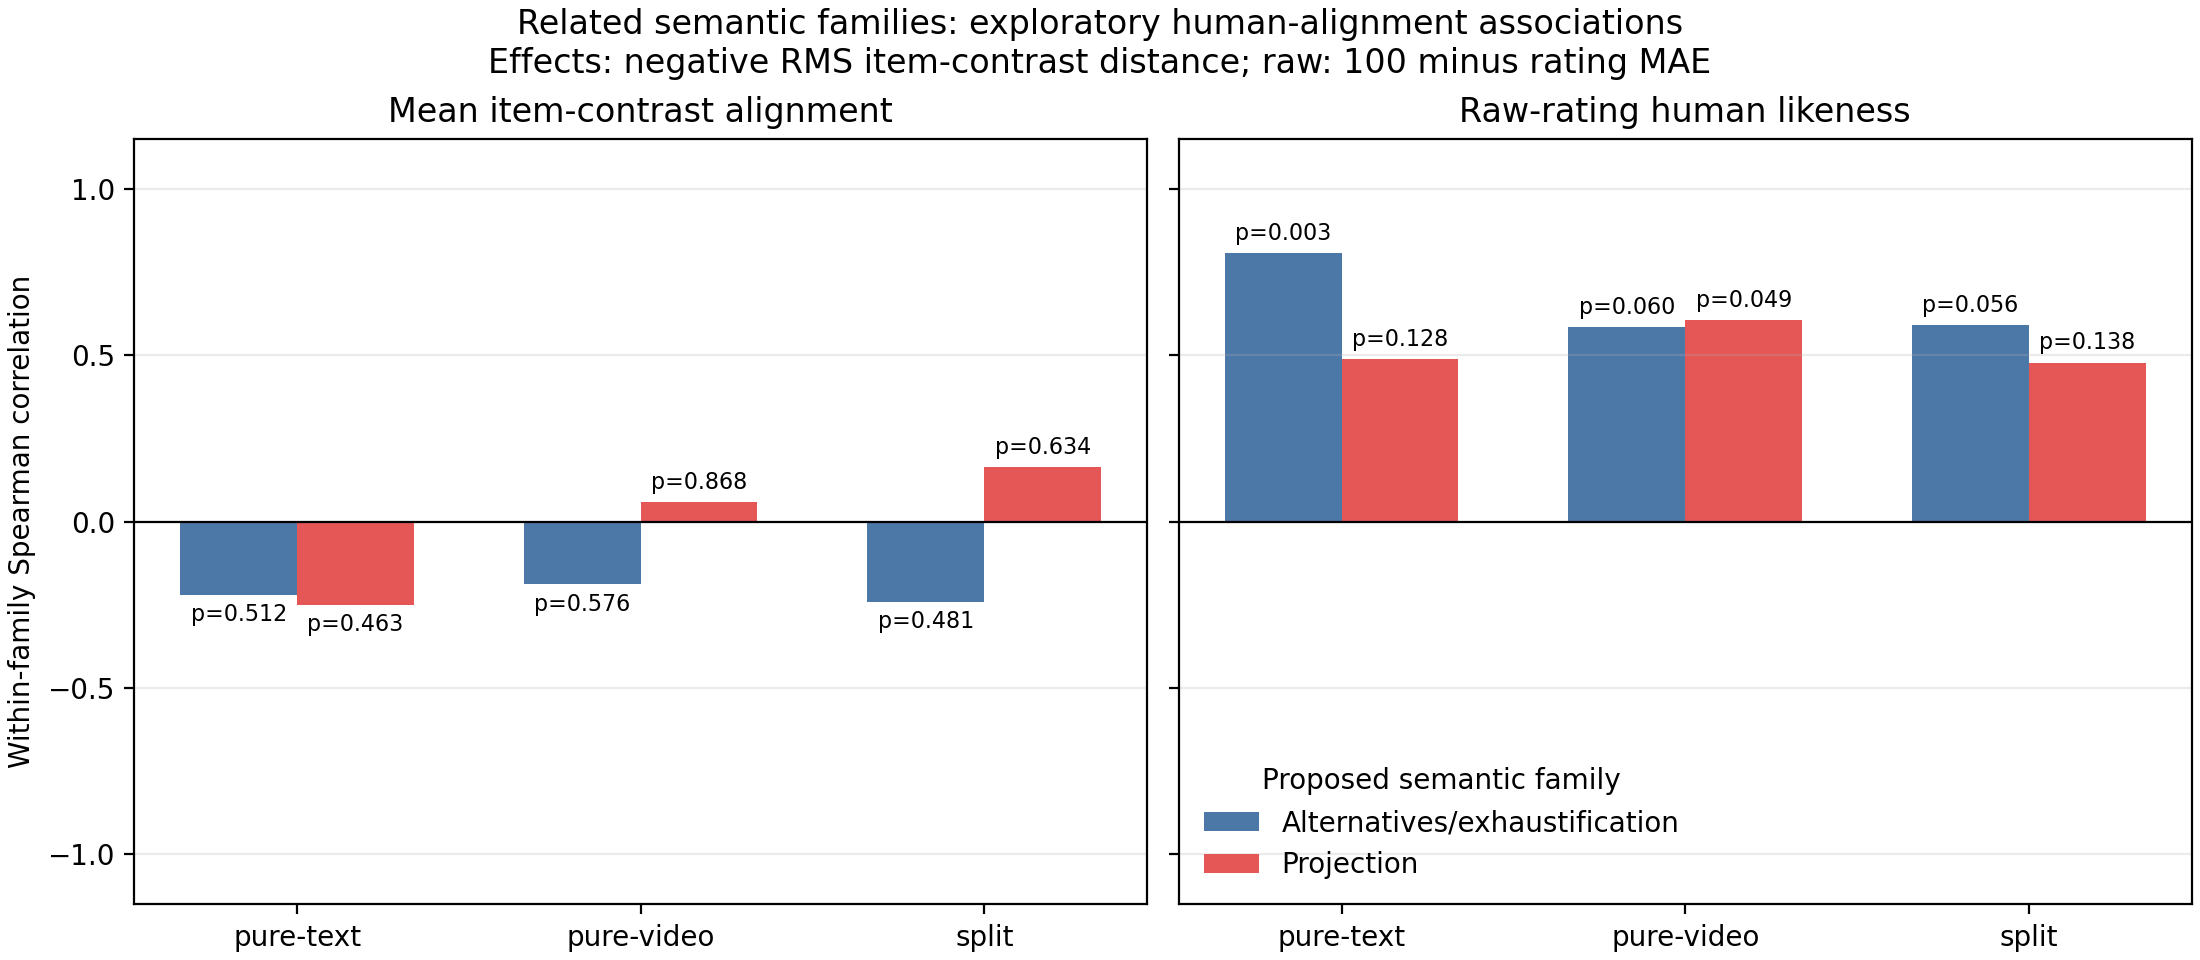 Related semantic families: exploratory human-alignment associations
Effects: negative RMS item-contrast distance; raw: 100 minus rating MAE
Mean item-contrast alignment
Within-family Spearman correlation
1.0
0.5
0.0
−0.5
−1.0
p=0.512
p=0.463
p=0.576
p=0.868
p=0.481
p=0.634
pure-text
pure-video
split
Raw-rating human likeness
p=0.003
p=0.128
p=0.060
p=0.049
p=0.056
p=0.138
Proposed semantic family
Alternatives/exhaustification
Projection
pure-text
pure-video
split